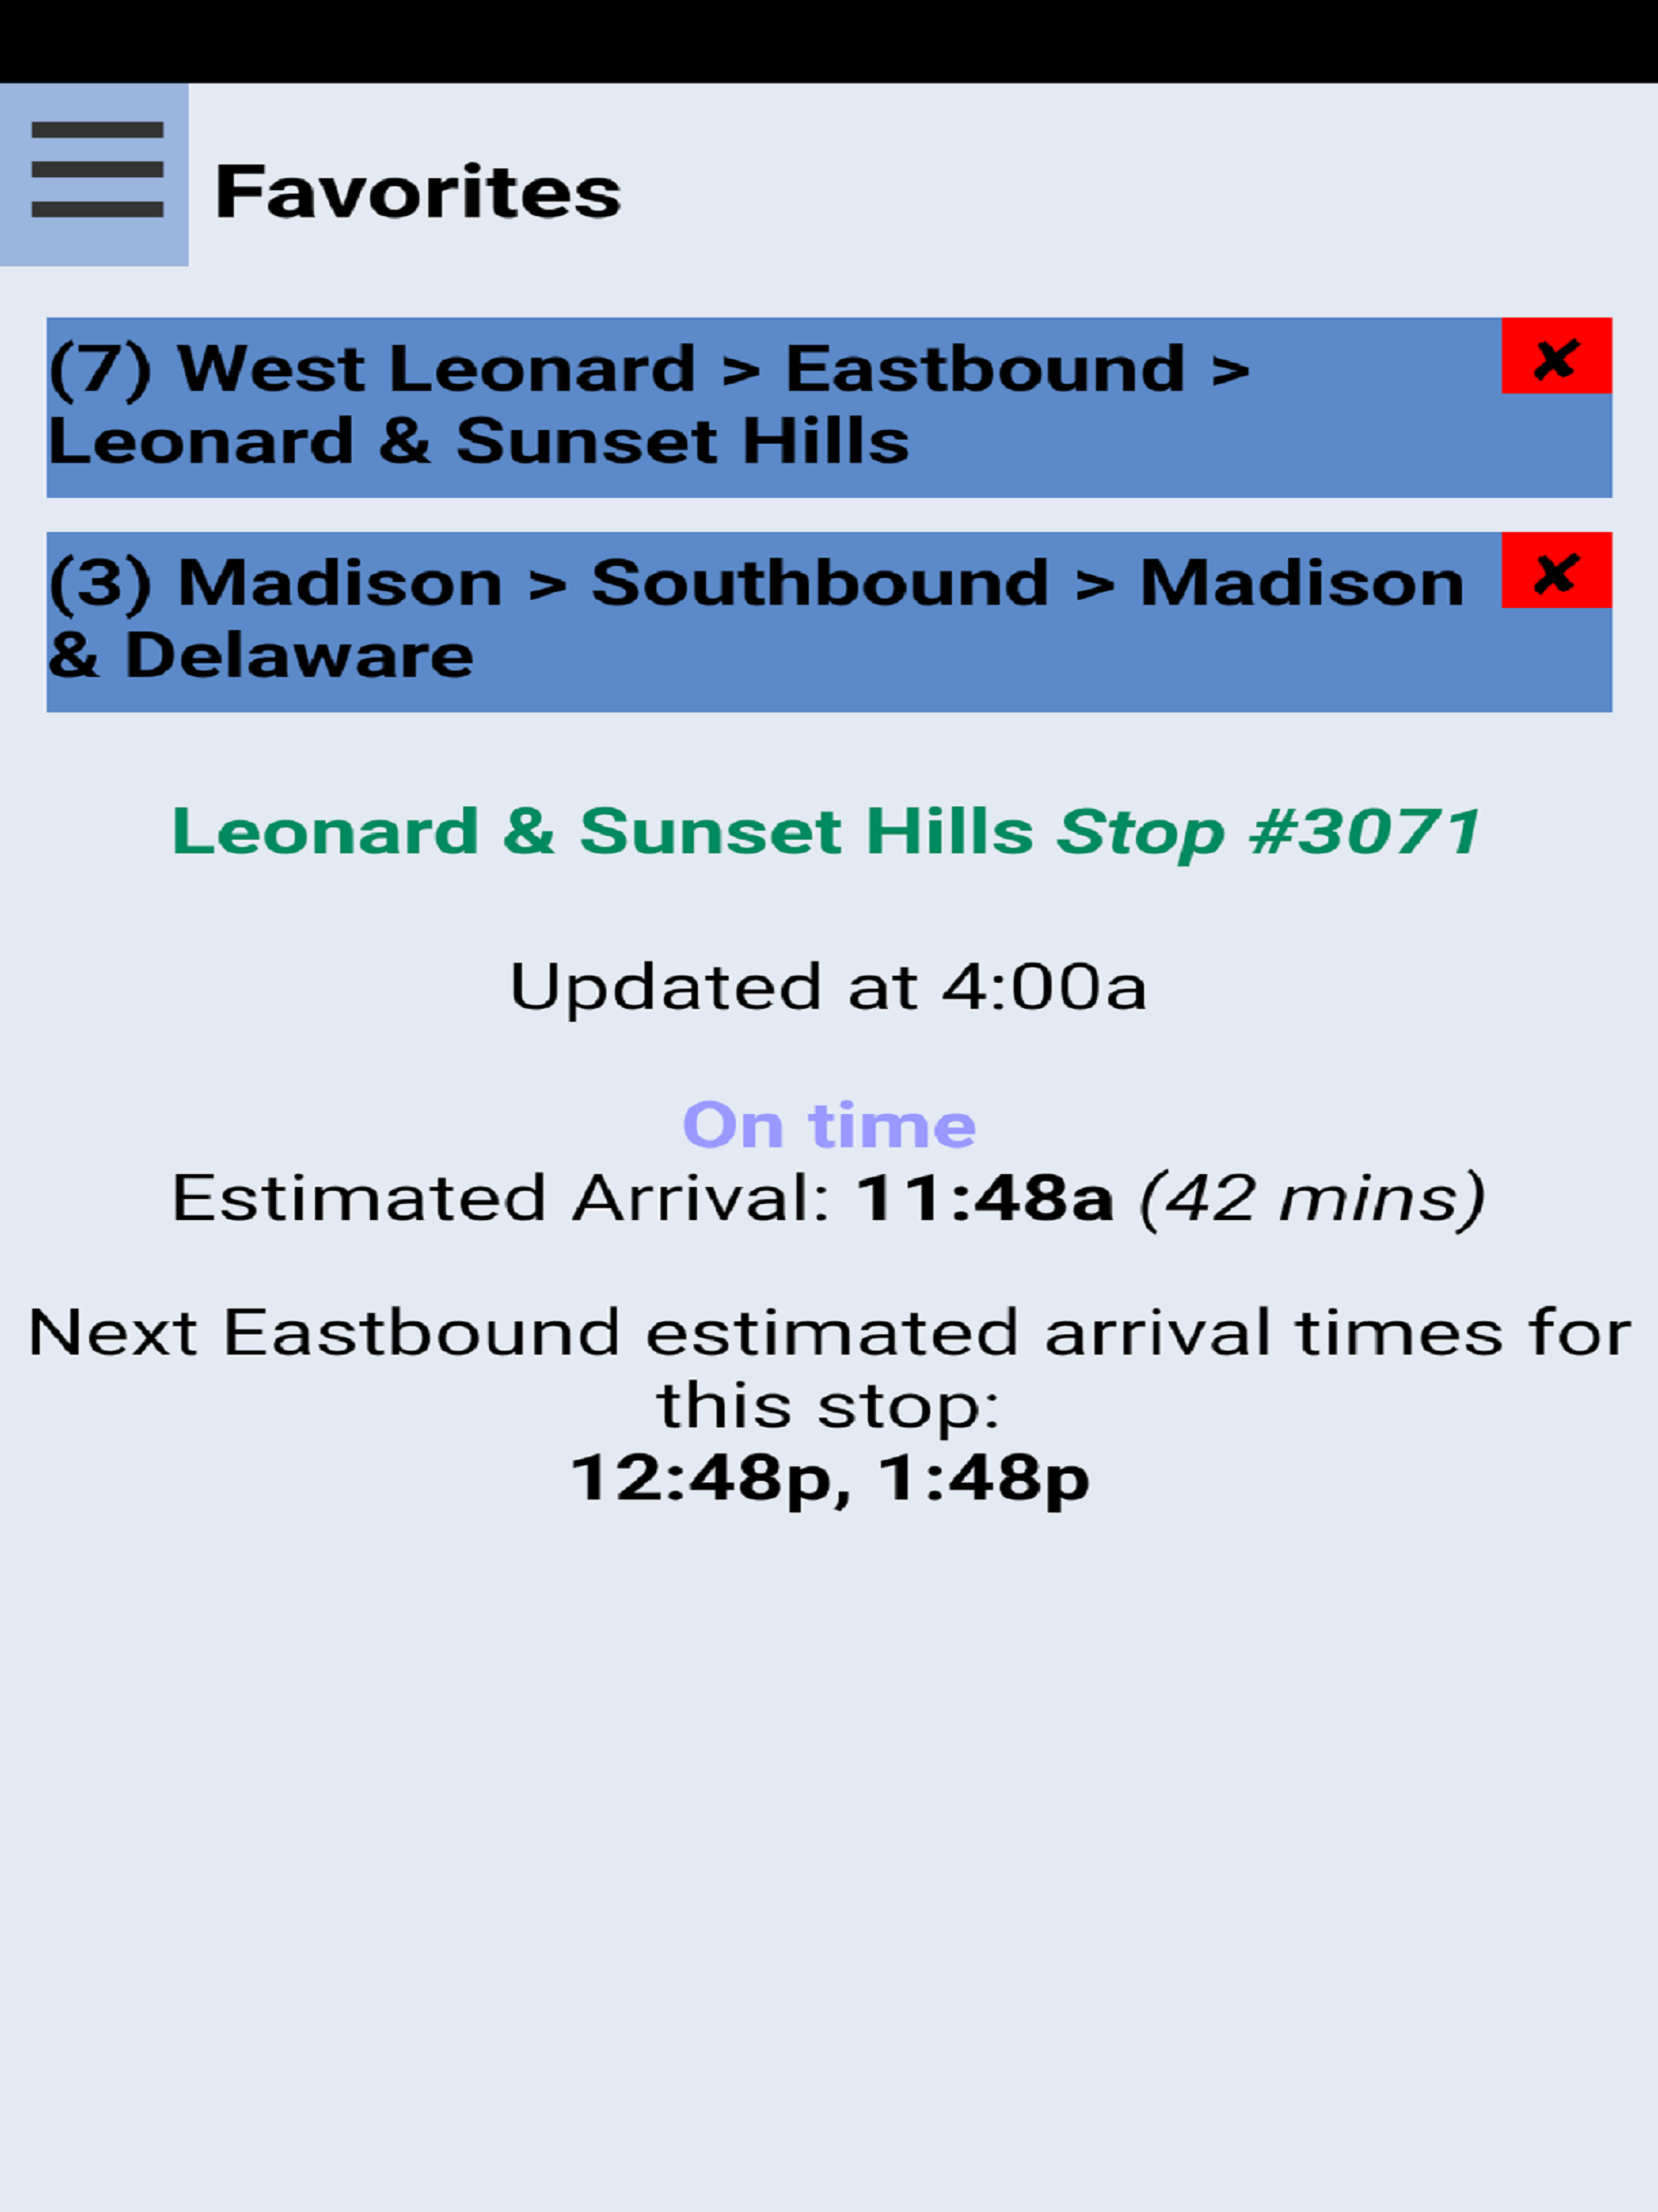 Favorites
(7) West Leonard > Eastbound >
Leonard & Sunset Hills
✘
(3) Madison > Southbound > Madison
& Delaware
✘
Leonard & Sunset Hills Stop #3071
Updated at 4:00a
On time
Estimated Arrival: 11:48a (42 mins)
Next Eastbound estimated arrival times for
this stop:
12:48p, 1:48p